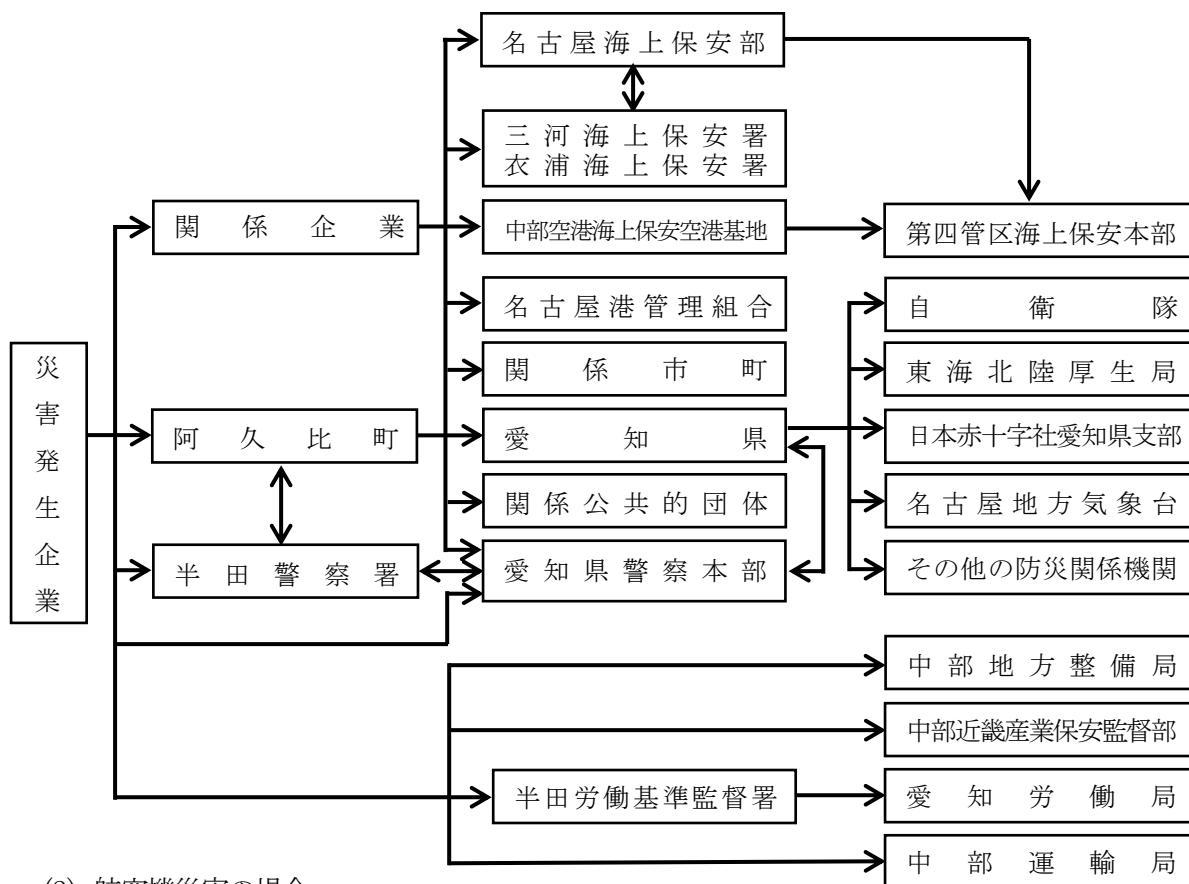 名古屋海上保安部
三河海上保安署
衣浦海上保安署
関係企業
中部空港海上保安空港基地
第四管区海上保安本部
名古屋港管理組合
自衛隊
災害発生企業
関係市町
東海北陸厚生局
阿久比町
愛知県
日本赤十字社愛知県支部
関係公共的団体
名古屋地方気象台
半田警察署
愛知県警察本部
その他の防災関係機関
中部地方整備局
中部近畿産業保安監督部
半田労働基準監督署
愛知労働局
中部運輸局